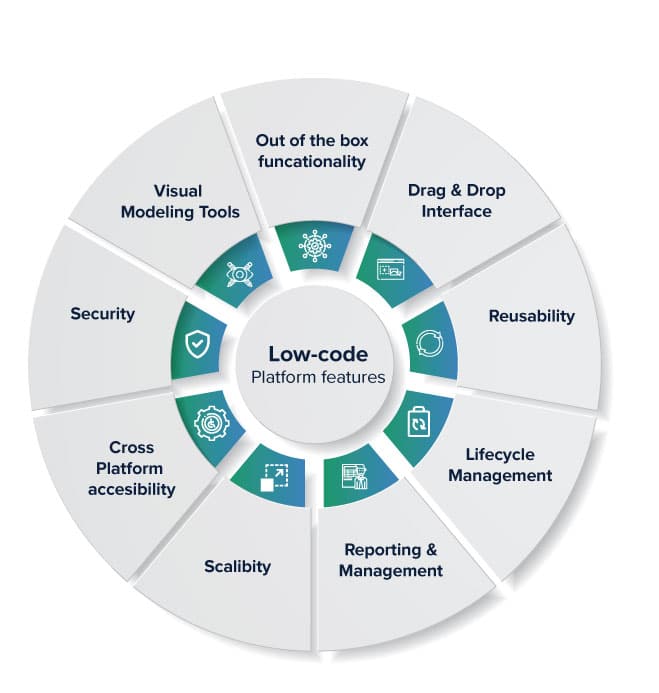 Out of the box
funcationality
Drag & Drop
Interface
Reusability
Lifecycle
Management
Reporting &
Management
Scalibity
Cross
Platform
accesibility
Security
Visual
Modeling Tools
Low-code
Platform features